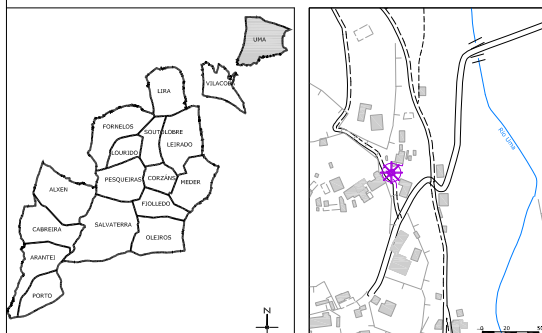 UMA
VILACOBA
LIRA
FORNELOS
SOUTOLOBRE
LEIRADO
LOURIDO
PESQUEIRAS
CORZÁNS
MEDER
ALXEN
FIOLLEDO
SALVATERRA
CABREIRA
OLEIROS
ARANTEI
PORTO
N
Río Uma
0 20